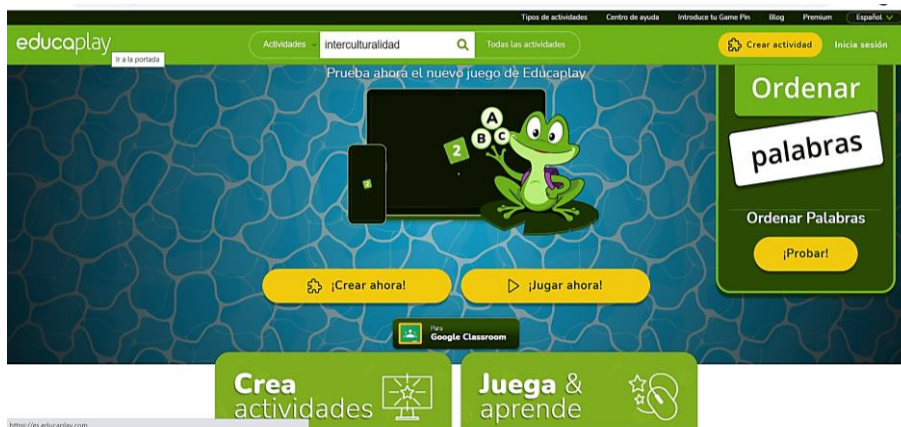 Tipos de actividades Centro de ayuda Introduce tu Game Pin Blog Premium Español
educaplay Actividades interculturalidad Todas las actividades Crear actividad Inicia sesión
Ir a la portada
Prueba ahora el nuevo juego de Educaplay
A
B C
2
2
Ordenar
palabras
Ordenar Palabras
¡Probar!
¡Crear ahora! ¡Jugar ahora!
Para
Google Classroom
Crea
actividades
Juega &
aprende
https://es.educaplay.com